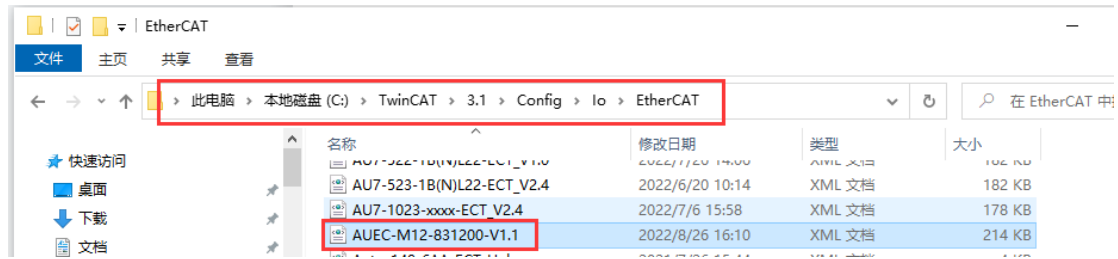 EtherCAT
文件 主页 共享 查看
此电脑 > 本地磁盘 (C:) > TwinCAT > 3.1 > Config > Io > EtherCAT 在 EtherCAT 中
名称 修改日期 类型 大小
快速访问
AU7-523-1B(N)L22-ECT_V2.4 2022/6/20 10:14 XML 文档 182 KB
桌面
AU7-1023-xxxx-ECT_V2.4 2022/7/6 15:58 XML 文档 178 KB
下载
AUEC-M12-831200-V1.1 2022/8/26 16:10 XML 文档 214 KB
文档